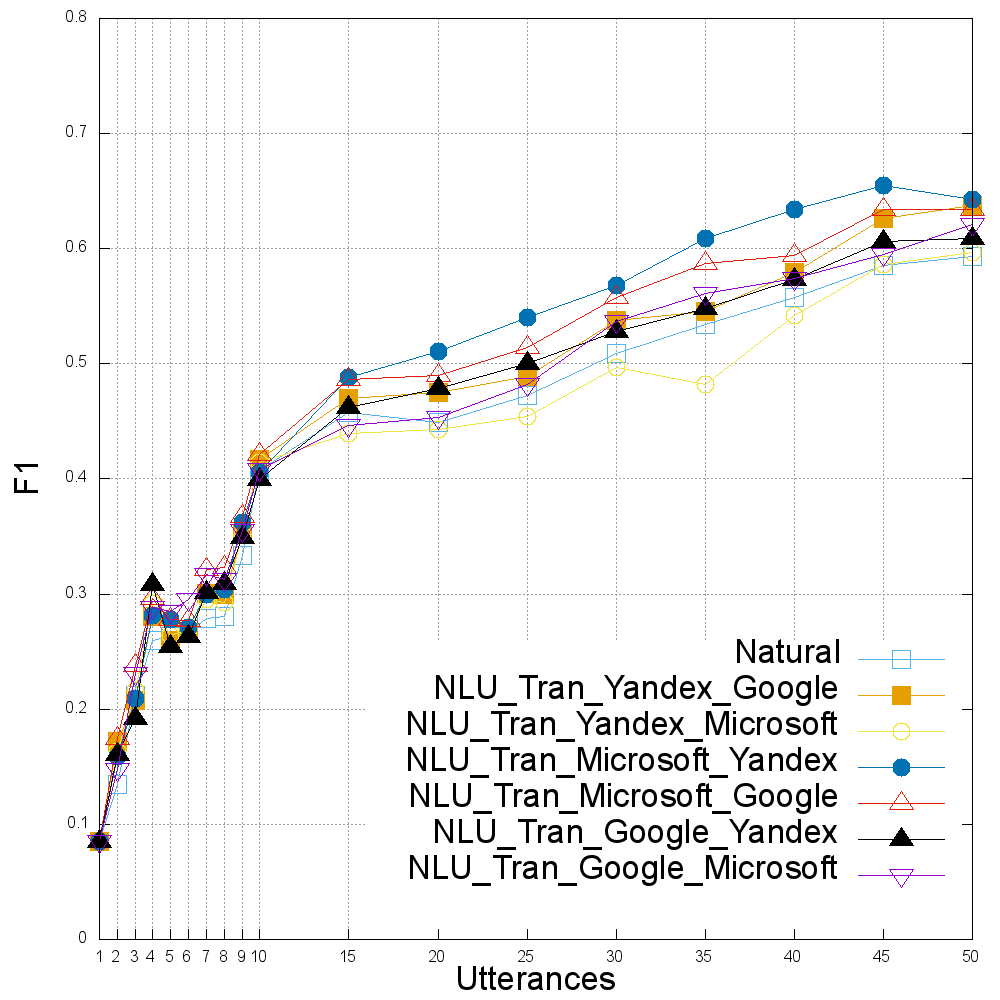 0.8
0.7
0.6
0.5
0.4
0.3
0.2
0.1
0
F1
Natural
NLU_Tran_Yandex_Google
NLU_Tran_Yandex_Microsoft
NLU_Tran_Microsoft_Yandex
NLU_Tran_Microsoft_Google
NLU_Tran_Google_Yandex
NLU_Tran_Google_Microsoft
1 2 3 4 5 6 7 8 9 10 15 20 25 30 35 40 45 50
Utterances